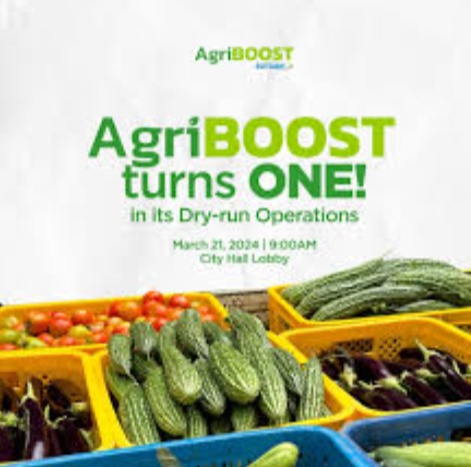 AgriBOOST
AgriBOOST
turns ONE!
in its Dry-run Operations
March 21, 2024 | 9:00AM
City Hall Lobby